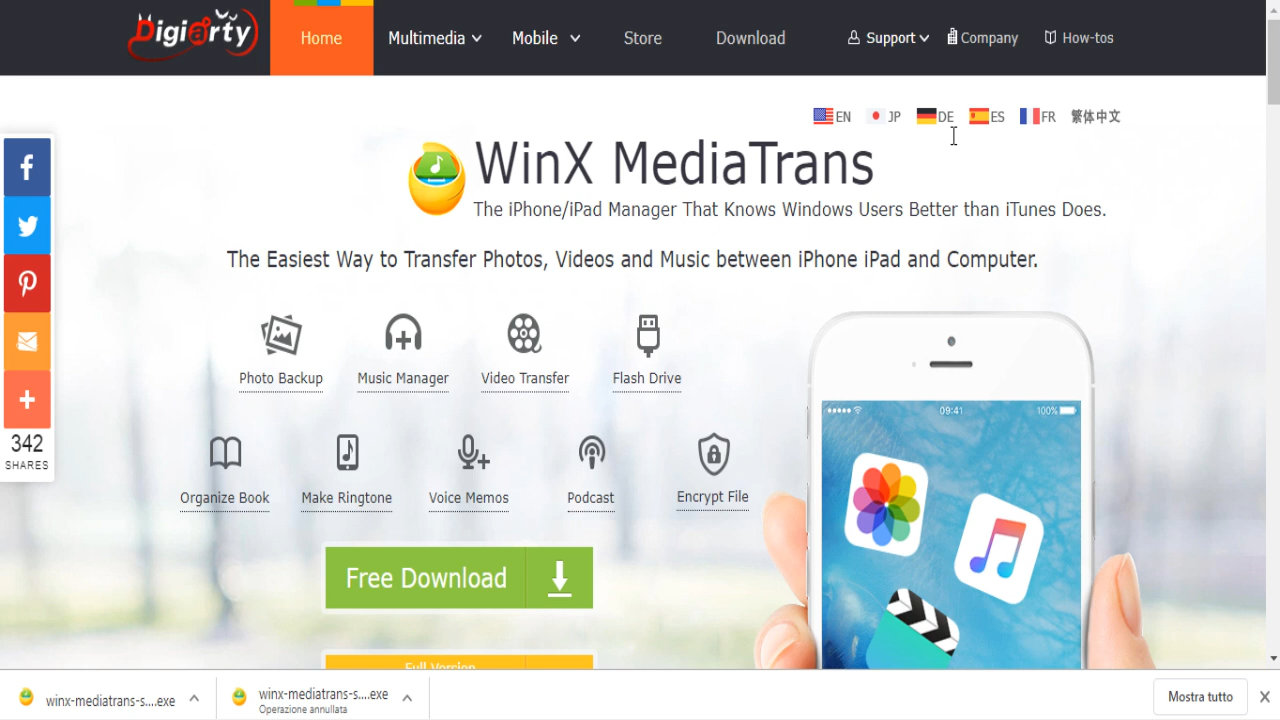 Digiarty
Home
Multimedia
Mobile
Store
Download
Support
Company
How-tos
EN
JP
DE
ES
FR
繁体中文
WinX MediaTrans
The iPhone/iPad Manager That Knows Windows Users Better than iTunes Does.
The Easiest Way to Transfer Photos, Videos and Music between iPhone iPad and Computer.
Photo Backup
Music Manager
Video Transfer
Flash Drive
09:41
100%
342
SHARES
Organize Book
Make Ringtone
Voice Memos
Podcast
Encrypt File
Free Download
Full Version
winx-mediatrans-s....exe
winx-mediatrans-s....exe
Operazione annullata
Mostra tutto